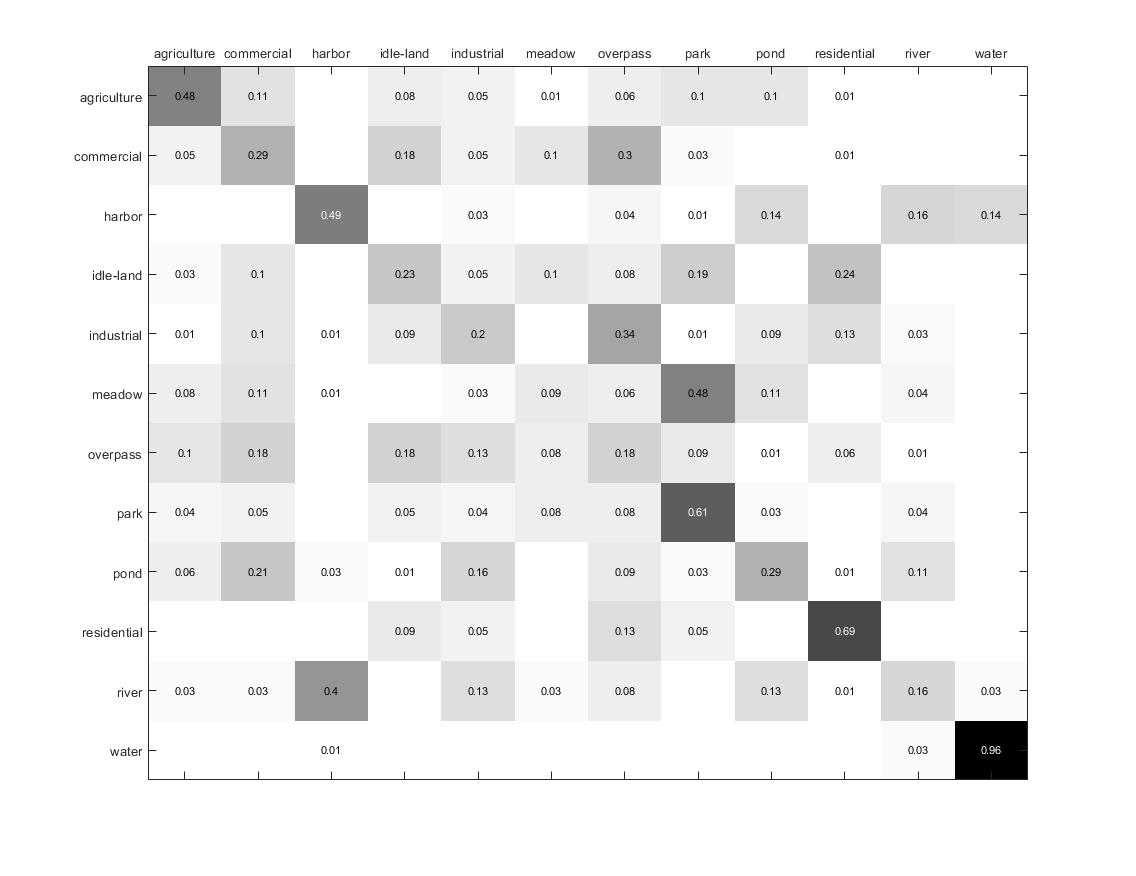 agriculture commercial harbor idle-land industrial meadow overpass park pond residential river water
agriculture 0.48 0.11 0.08 0.05 0.01 0.06 0.1 0.1 0.01
commercial 0.05 0.29 0.18 0.05 0.1 0.3 0.03 0.01
harbor 0.49 0.03 0.04 0.01 0.14 0.16 0.14
idle-land 0.03 0.1 0.23 0.05 0.1 0.08 0.19 0.24
industrial 0.01 0.1 0.01 0.09 0.2 0.34 0.01 0.09 0.13 0.03
meadow 0.08 0.11 0.01 0.03 0.09 0.06 0.48 0.11 0.04
overpass 0.1 0.18 0.18 0.13 0.08 0.18 0.09 0.01 0.06 0.01
park 0.04 0.05 0.05 0.04 0.08 0.08 0.61 0.03 0.04
pond 0.06 0.21 0.03 0.01 0.16 0.09 0.03 0.29 0.01 0.11
residential 0.09 0.05 0.13 0.05 0.69
river 0.03 0.03 0.4 0.13 0.03 0.08 0.13 0.01 0.16 0.03
water 0.01 0.03 0.96